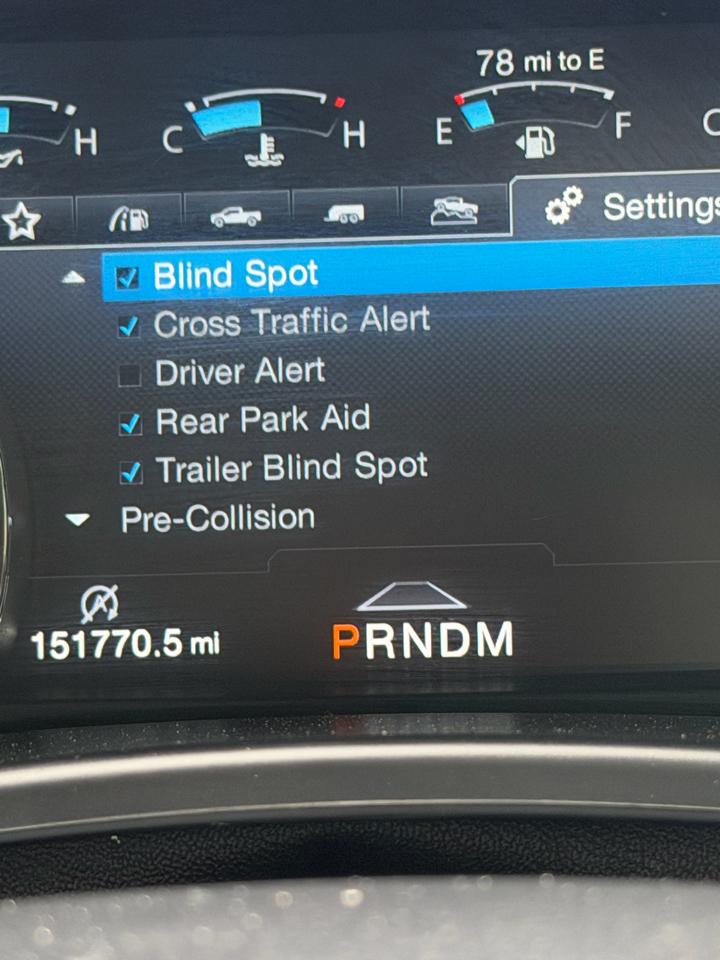 78 mi to E
H
C H
E F
Settings
Blind Spot
Cross Traffic Alert
Driver Alert
Rear Park Aid
Trailer Blind Spot
Pre-Collision
A
151770.5 mi
PRNDM